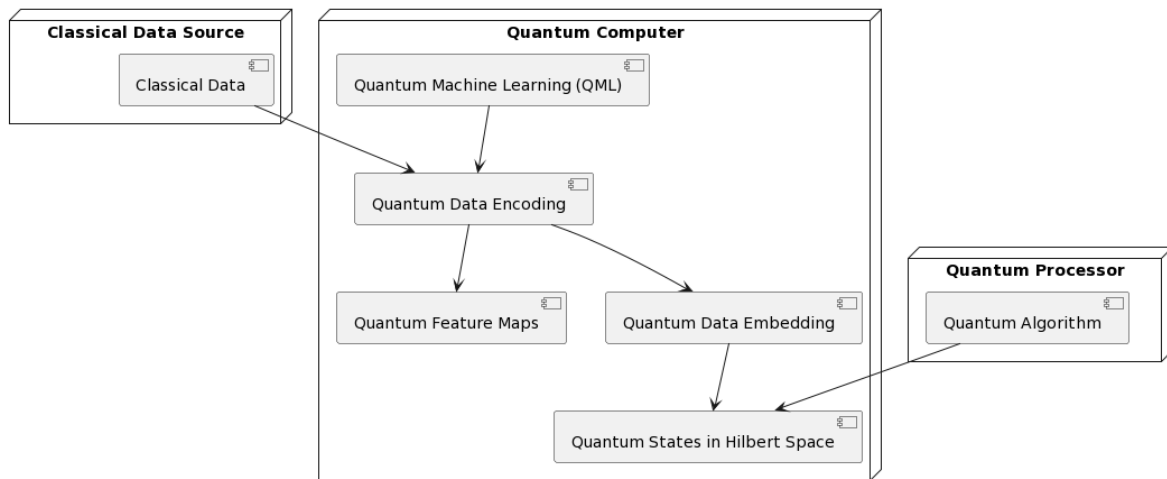 Classical Data Source
Quantum Computer
Classical Data
Quantum Machine Learning (QML)
Quantum Data Encoding
Quantum Processor
Quantum Feature Maps
Quantum Data Embedding
Quantum Algorithm
Quantum States in Hilbert Space